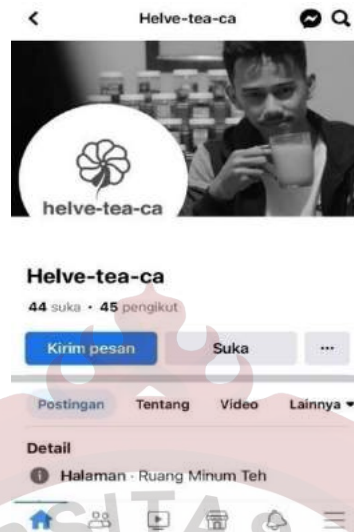 Helve-tea-ca
helve-tea-ca
Helve-tea-ca
44 suka • 45 pengikut
Kirim pesan
Suka
Postingan
Tentang
Video
Lainnya
Detail
Halaman · Ruang Minum Teh
SITAS